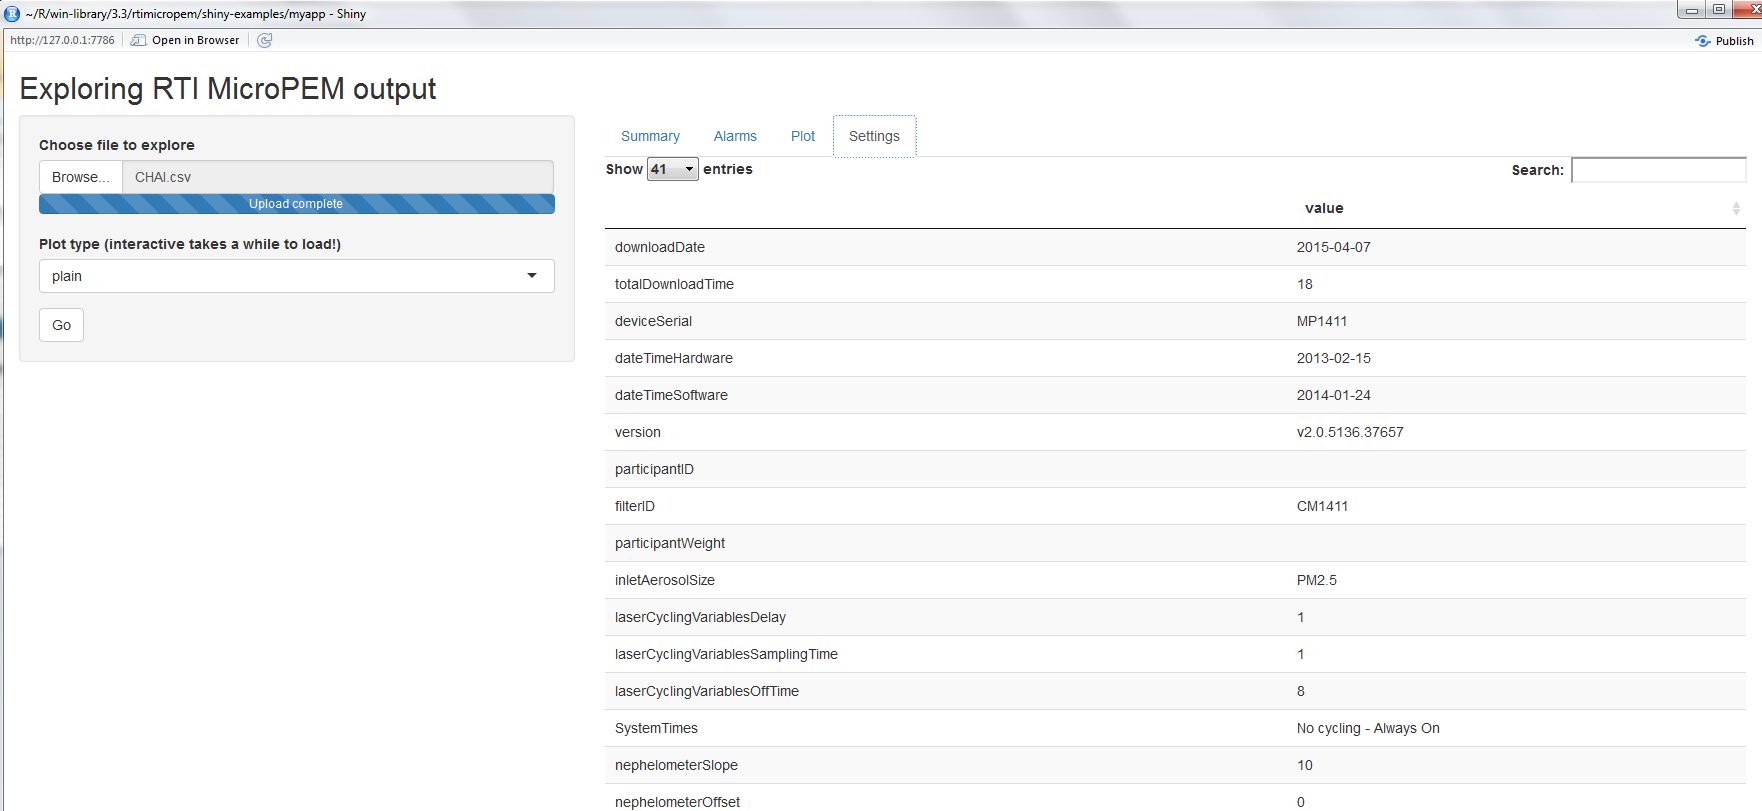 ~/R/win-library/3.3/rtimicropem/shiny-examples/myapp - Shiny
http://127.0.0.1:7786 Open in Browser Publish
Exploring RTI MicroPEM output
Choose file to explore
Browse... CHAI.csv
Upload complete
Plot type (interactive takes a while to load!)
plain
Go
Summary Alarms Plot Settings
Show 41 entries Search:
value
downloadDate 2015-04-07
totalDownloadTime 18
deviceSerial MP1411
dateTimeHardware 2013-02-15
dateTimeSoftware 2014-01-24
version v2.0.5136.37657
participantID
filterID CM1411
participantWeight
inletAerosolSize PM2.5
laserCyclingVariablesDelay 1
laserCyclingVariablesSamplingTime 1
laserCyclingVariablesOffTime 8
SystemTimes No cycling - Always On
nephelometerSlope 10
nephelometerOffset 0